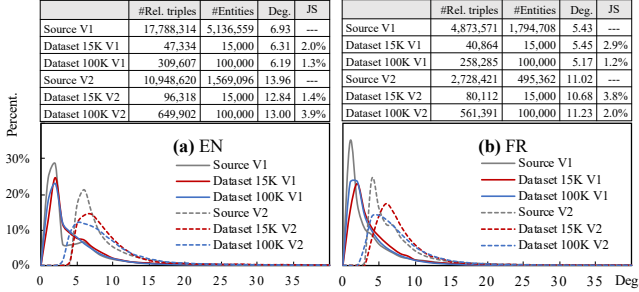 #Rel. triples #Entities Deg. JS
Source V1 17,788,314 5,136,559 6.93 ---
Dataset 15K V1 47,334 15,000 6.31 2.0%
Dataset 100K V1 309,607 100,000 6.19 1.3%
Source V2 10,948,620 1,569,096 13.96 ---
Dataset 15K V2 96,318 15,000 12.84 1.4%
Dataset 100K V2 649,902 100,000 13.00 3.9%
#Rel. triples #Entities Deg. JS
Source V1 4,873,571 1,794,708 5.43 ---
Dataset 15K V1 40,864 15,000 5.45 2.9%
Dataset 100K V1 258,285 100,000 5.17 1.2%
Source V2 2,728,421 495,362 11.02 ---
Dataset 15K V2 80,112 15,000 10.68 3.8%
Dataset 100K V2 561,391 100,000 11.23 2.0%
Percent.
30%
20%
10%
0%
(a) EN
Source V1
Dataset 15K V1
Dataset 100K V1
Source V2
Dataset 15K V2
Dataset 100K V2
0 5 10 15 20 25 30 35
(b) FR
Source V1
Dataset 15K V1
Dataset 100K V1
Source V2
Dataset 15K V2
Dataset 100K V2
0 5 10 15 20 25 30 35 Deg.